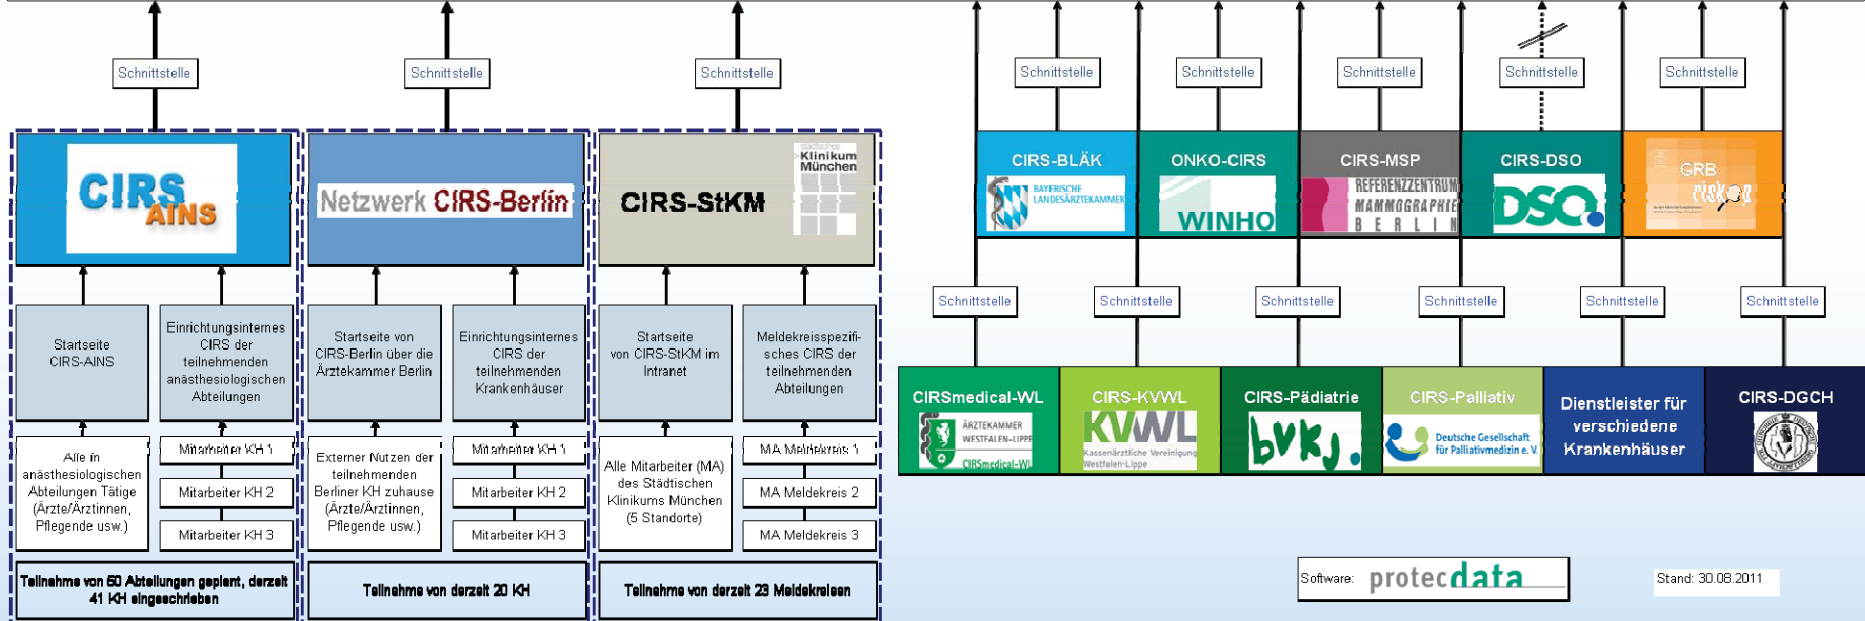 Schnittstelle
Schnittstelle
Schnittstelle
CIRS
AINS
Netzwerk CIRS-Berlin
CIRS-StKM
städtisches
Klinikum
München
Startseite
CIRS-AINS
Einrichtungsinternes
CIRS der
teilnehmenden
anästhesiologischen
Abteilungen
Startseite von
CIRS-Berlin über die
Ärztekammer Berlin
Einrichtungsinternes
CIRS der
teilnehmenden
Krankenhäuser
Startseite
von CIRS-StKM im
Intranet
Meldekreisspezifi-
sches CIRS der
teilnehmenden
Abteilungen
Alle in
anästhesiologischen
Abteilungen Tätige
(Ärzte/Ärztinnen,
Pflegende usw.)
Mitarbeiter KH 1
Mitarbeiter KH 2
Mitarbeiter KH 3
Externer Nutzen der
teilnehmenden
Berliner KH zuhause
(Ärzte/Ärztinnen,
Pflegende usw.)
Mitarbeiter KH 1
Mitarbeiter KH 2
Mitarbeiter KH 3
Alle Mitarbeiter (MA)
des Städtischen
Klinikums München
(5 Standorte)
MA Meldekreis 1
MA Meldekreis 2
MA Meldekreis 3
Teilnahme von 60 Abteilungen geplant, derzeit
41 KH eingeschrieben
Teilnahme von derzeit 20 KH
Teilnahme von derzeit 23 Meldekreisen
Schnittstelle
Schnittstelle
Schnittstelle
Schnittstelle
Schnittstelle
CIRS-BLÄK
BAYERISCHE
LANDESÄRZTEKAMMER
ONKO-CIRS
WINHO
CIRS-MSP
REFERENZZENTRUM
MAMMOGRAPHIE
BERLIN
CIRS-DSO
DSO.
GRB
riskop
Schnittstelle
Schnittstelle
Schnittstelle
Schnittstelle
Schnittstelle
Schnittstelle
CIRSmedical-WL
ÄRZTEKAMMER
WESTFALEN-LIPPE
CIRSmedical-WL
CIRS-KVWL
KVWL
Kassenärztliche Vereinigung
Westfalen-Lippe
CIRS-Pädiatrie
bvkj.
CIRS-Palliativ
Deutsche Gesellschaft
für Palliativmedizin e.V.
Dienstleister für
verschiedene
Krankenhäuser
CIRS-DGCH
Software: protecdata
Stand: 30.08.2011